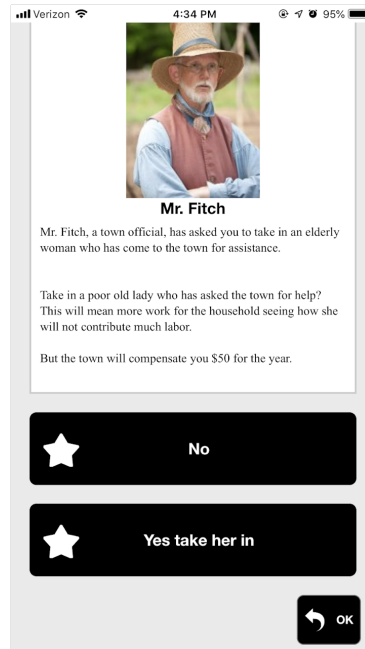 Verizon 4:34 PM 95%
Mr. Fitch
Mr. Fitch, a town official, has asked you to take in an elderly
woman who has come to the town for assistance.
Take in a poor old lady who has asked the town for help?
This will mean more work for the household seeing how she
will not contribute much labor.
But the town will compensate you $50 for the year.
No
Yes take her in
OK